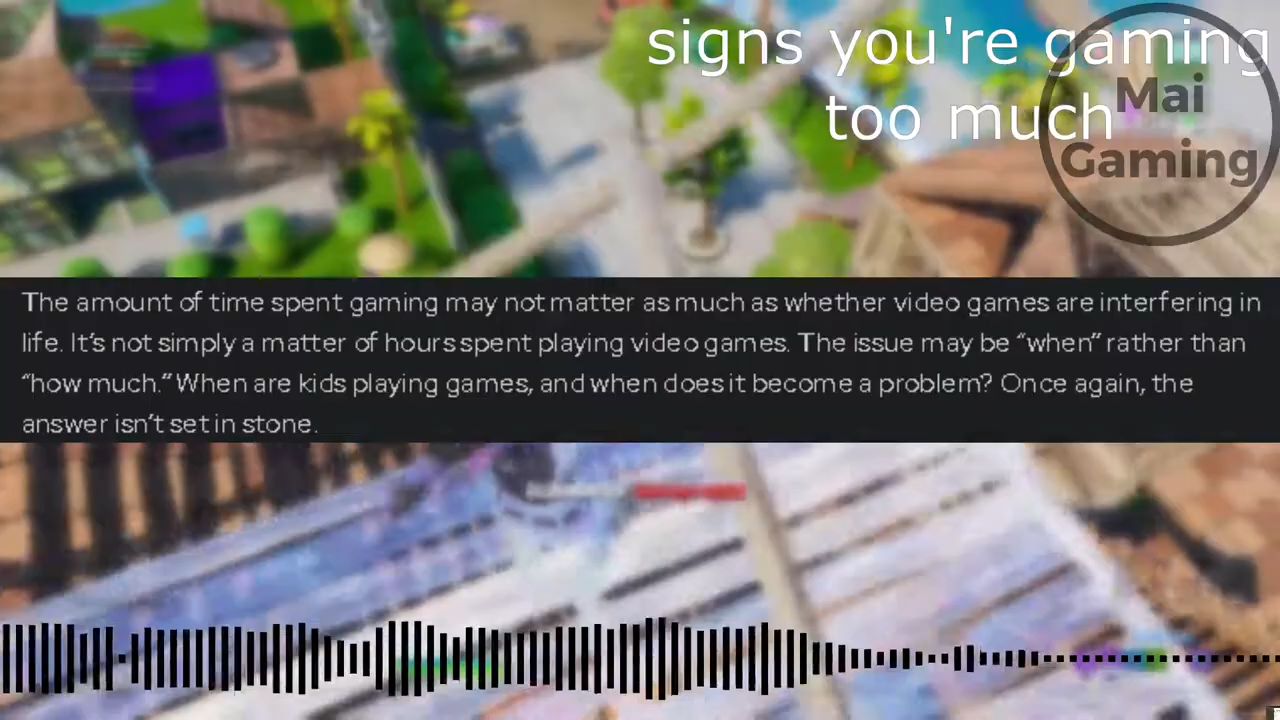 signs you're gaming
too much
Mai
Gaming
The amount of time spent gaming may not matter as much as whether video games are interfering in
life. It's not simply a matter of hours spent playing video games. The issue may be “when” rather than
“how much.” When are kids playing games, and when does it become a problem? Once again, the
answer isn't set in stone.